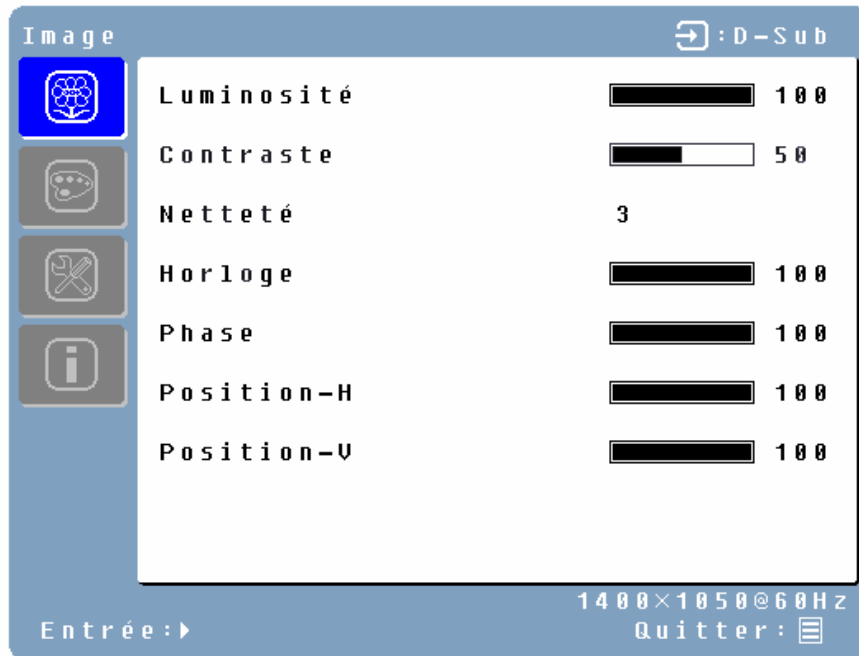 Image :D-Sub
Luminosité 100
Contraste 50
Netteté 3
Horloge 100
Phase 100
Position-H 100
Position-V 100
1400×1050@60Hz
Entrée: Quitter: